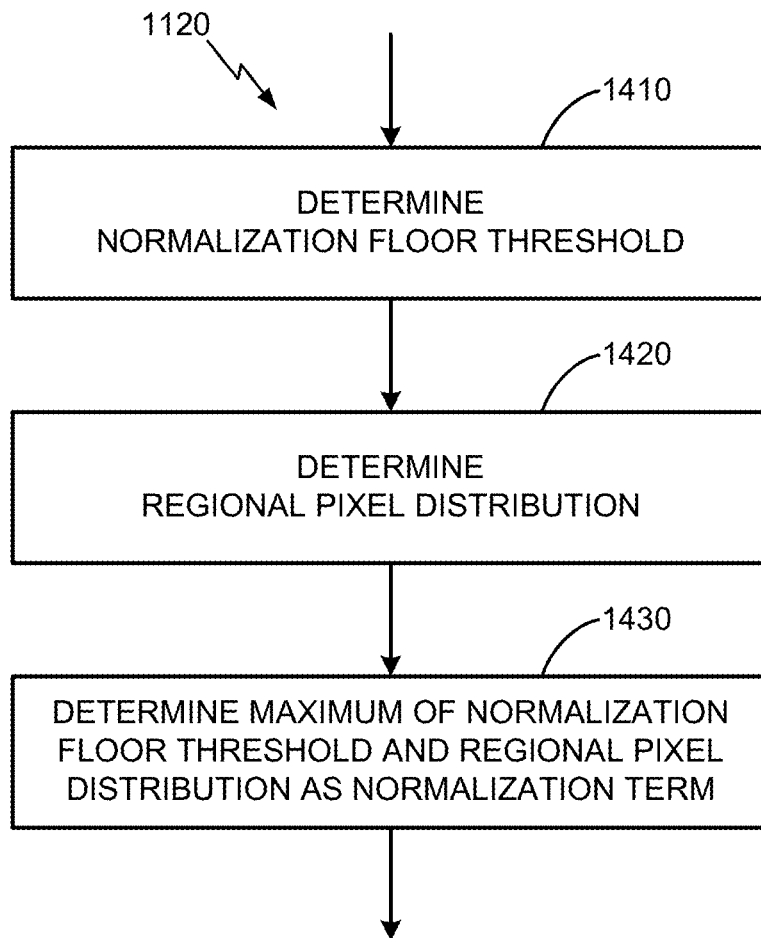 1120
1410
DETERMINE
NORMALIZATION FLOOR THRESHOLD
1420
DETERMINE
REGIONAL PIXEL DISTRIBUTION
1430
DETERMINE MAXIMUM OF NORMALIZATION
FLOOR THRESHOLD AND REGIONAL PIXEL
DISTRIBUTION AS NORMALIZATION TERM